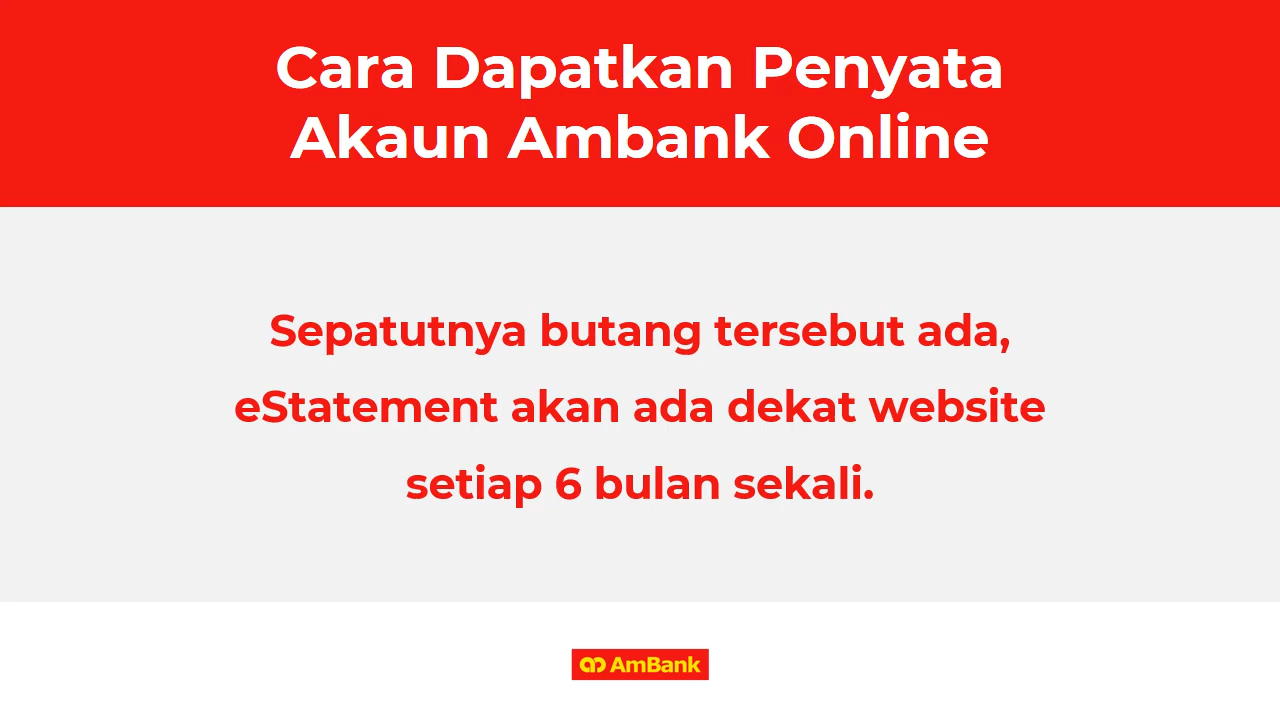 Cara Dapatkan Penyata
Akaun Ambank Online
Sepatutnya butang tersebut ada,
eStatement akan ada dekat website
setiap 6 bulan sekali.
AmBank